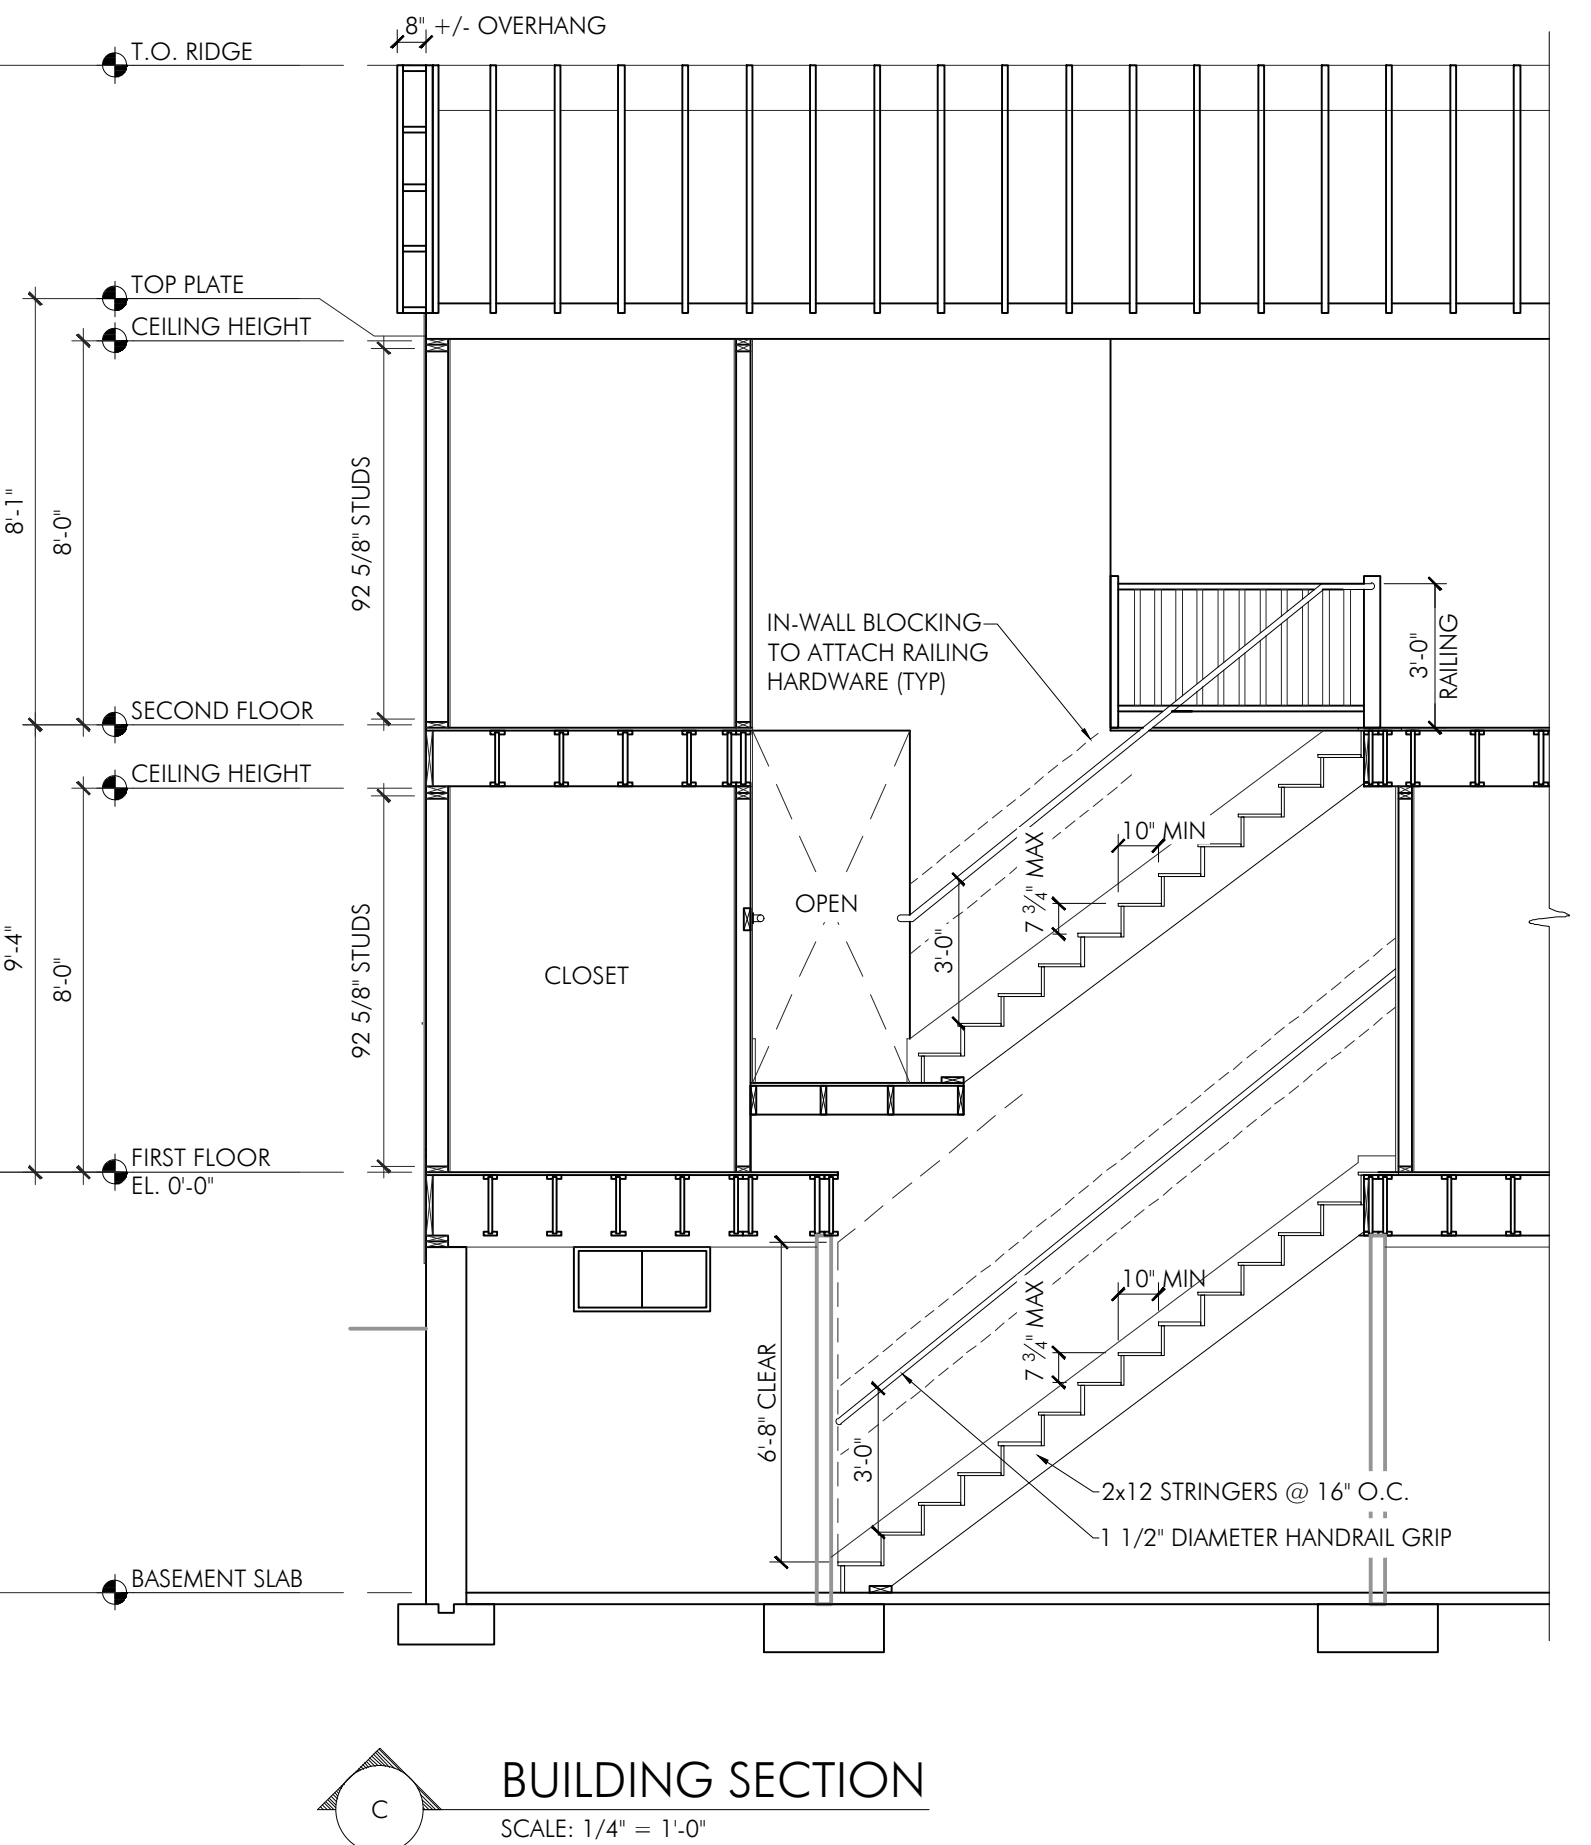 8" +/- OVERHANG
T.O. RIDGE
TOP PLATE
CEILING HEIGHT
8'-1"
8'-0"
92 5/8" STUDS
IN-WALL BLOCKING
TO ATTACH RAILING
HARDWARE (TYP)
3'-0"
RAILING
SECOND FLOOR
CEILING HEIGHT
10" MIN
7 3/4" MAX
OPEN
3'-0"
9'-4"
8'-0"
92 5/8" STUDS
CLOSET
FIRST FLOOR
EL. 0'-0"
10" MIN
7 3/4" MAX
6'-8" CLEAR
3'-0"
2x12 STRINGERS @ 16" O.C.
1 1/2" DIAMETER HANDRAIL GRIP
BASEMENT SLAB
C
BUILDING SECTION
SCALE: 1/4" = 1'-0"